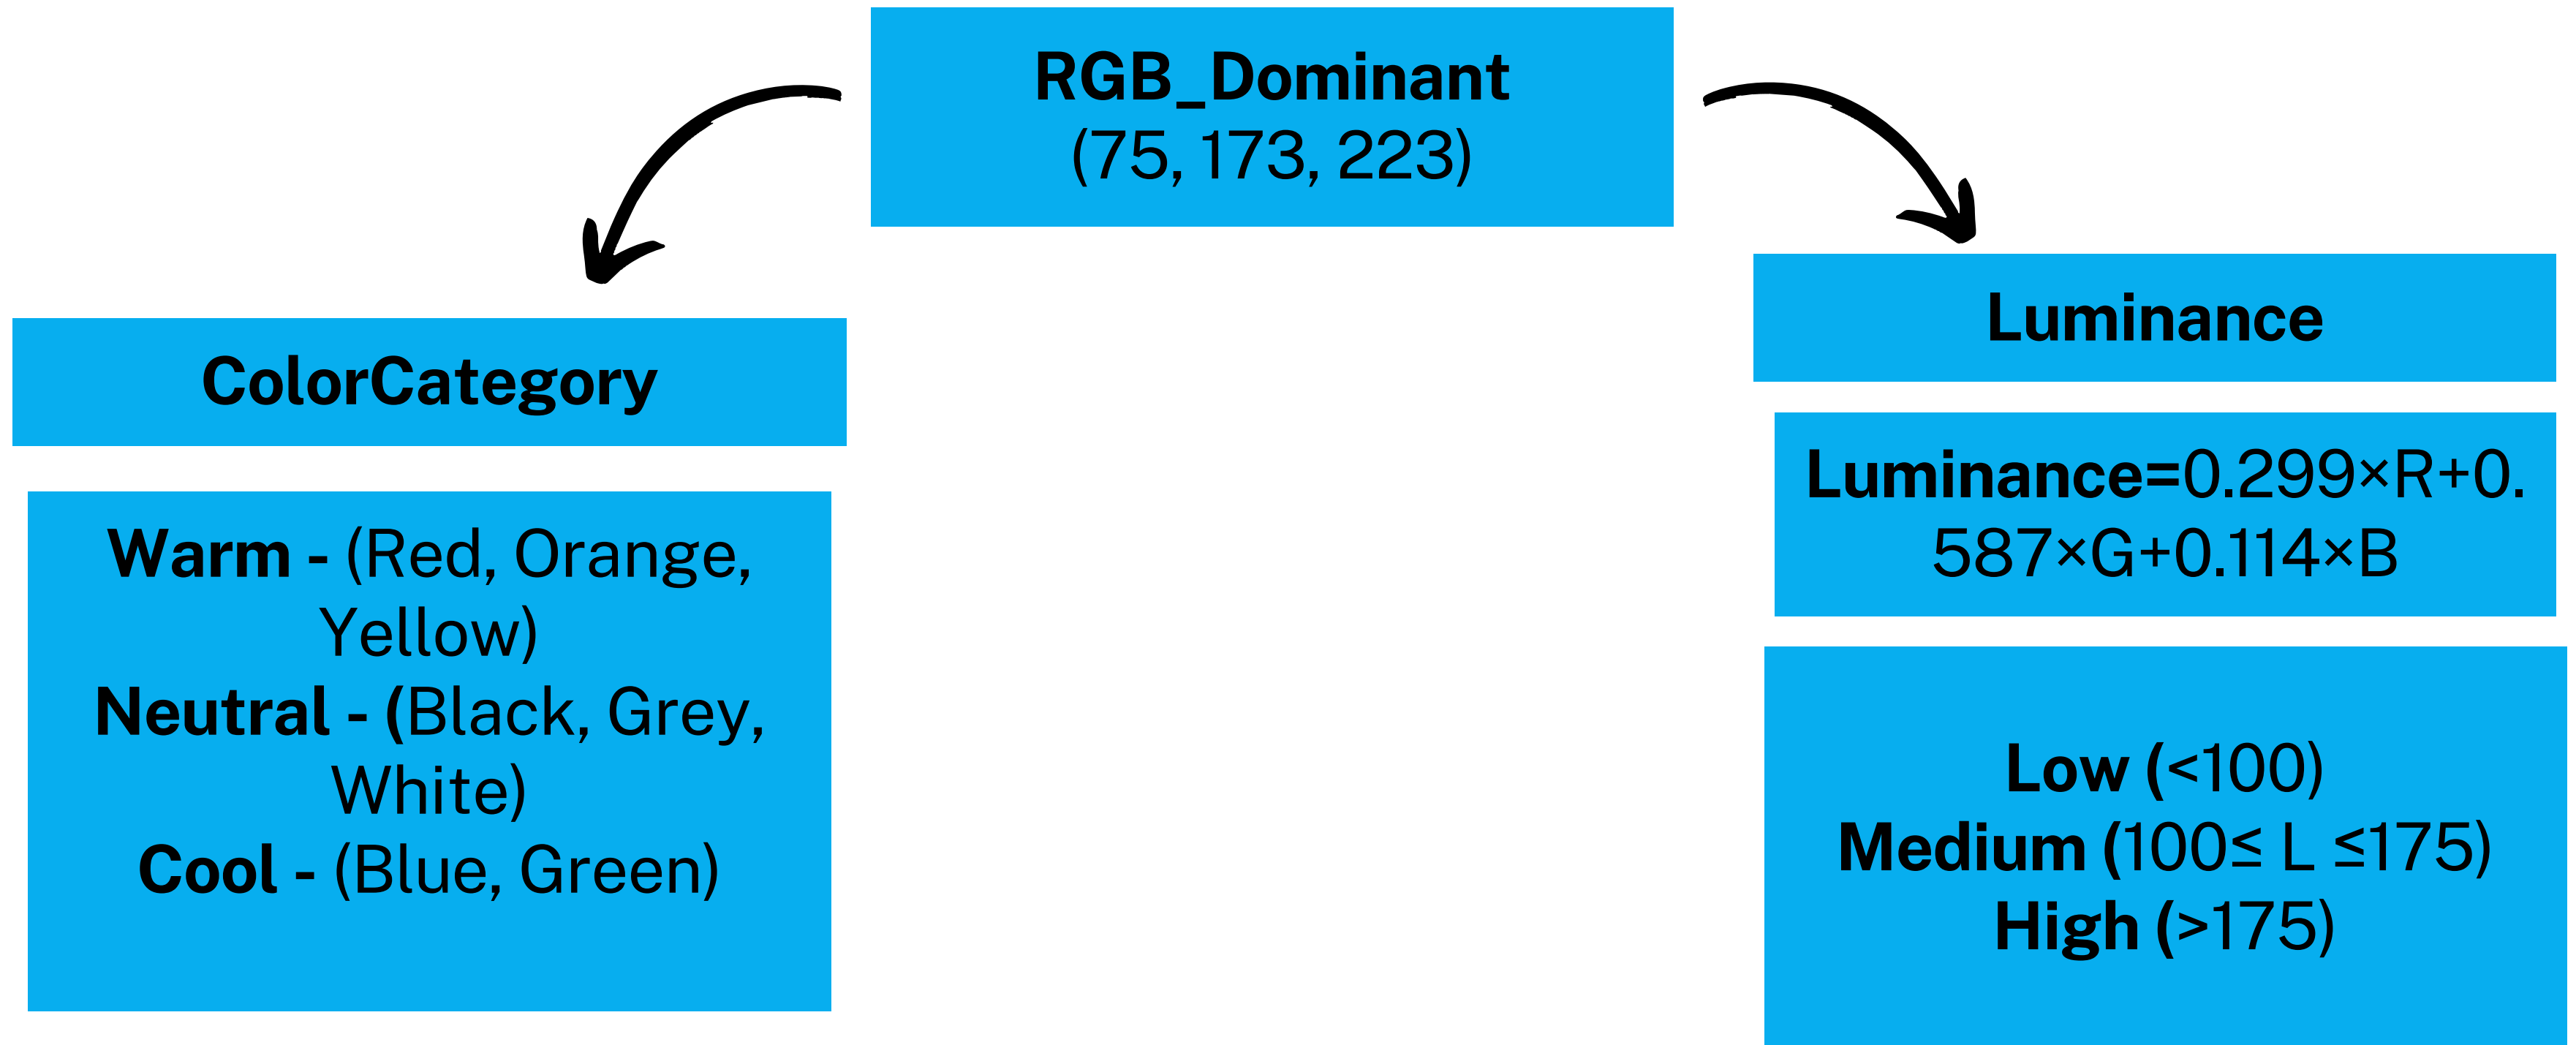 RGB_Dominant
(75, 173, 223)
ColorCategory
Warm - (Red, Orange,
Yellow)
Neutral - (Black, Grey,
White)
Cool - (Blue, Green)
Luminance
Luminance=0.299×R+0.
587×G+0.114×B
Low (<100)
Medium (100≤ L ≤175)
High (>175)